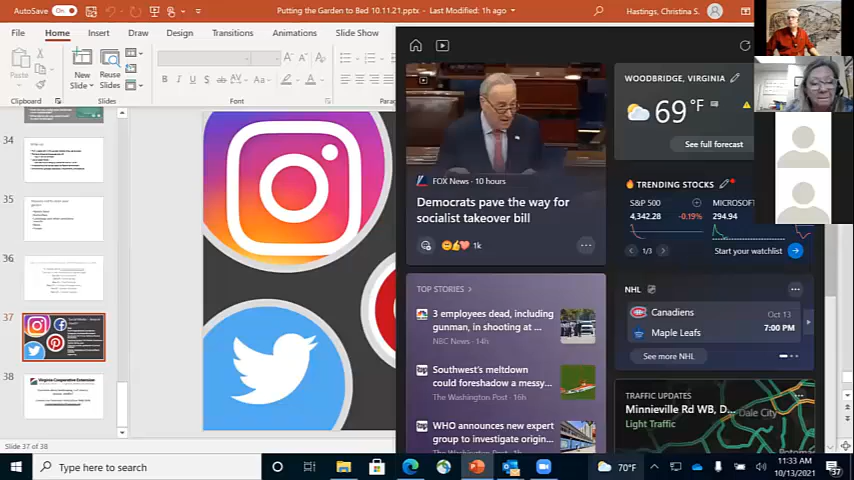 AutoSave On
Putting the Garden to Bed 10.11.21.pptx - Last Modified: 1h ago
Hastings, Christina S.
File Home Insert Draw Design Transitions Animations Slide Show
Paste
New Slide
Reuse Slides
Clipboard Slides Font
34
35
36
37
38
Virginia Cooperative Extension
WOODBRIDGE, VIRGINIA
69 °F
See full forecast
FOX News · 10 hours
Democrats pave the way for
socialist takeover bill
1k
TRENDING STOCKS
S&P 500 MICROSOFT
4,342.28 -0.19% 294.94
1/3 Start your watchlist
TOP STORIES >
3 employees dead, including
gunman, in shooting at ...
NBC News · 14h
Southwest's meltdown
could foreshadow a messy...
The Washington Post · 16h
WHO announces new expert
group to investigate origin...
NHL
Canadiens Oct 13
Maple Leafs 7:00 PM
See more NHL
TRAFFIC UPDATES
Minnieville Rd WB, D...
Light Traffic
Dale City
Slide 37 of 38
Type here to search
70°F
11:33 AM
10/13/2021
37